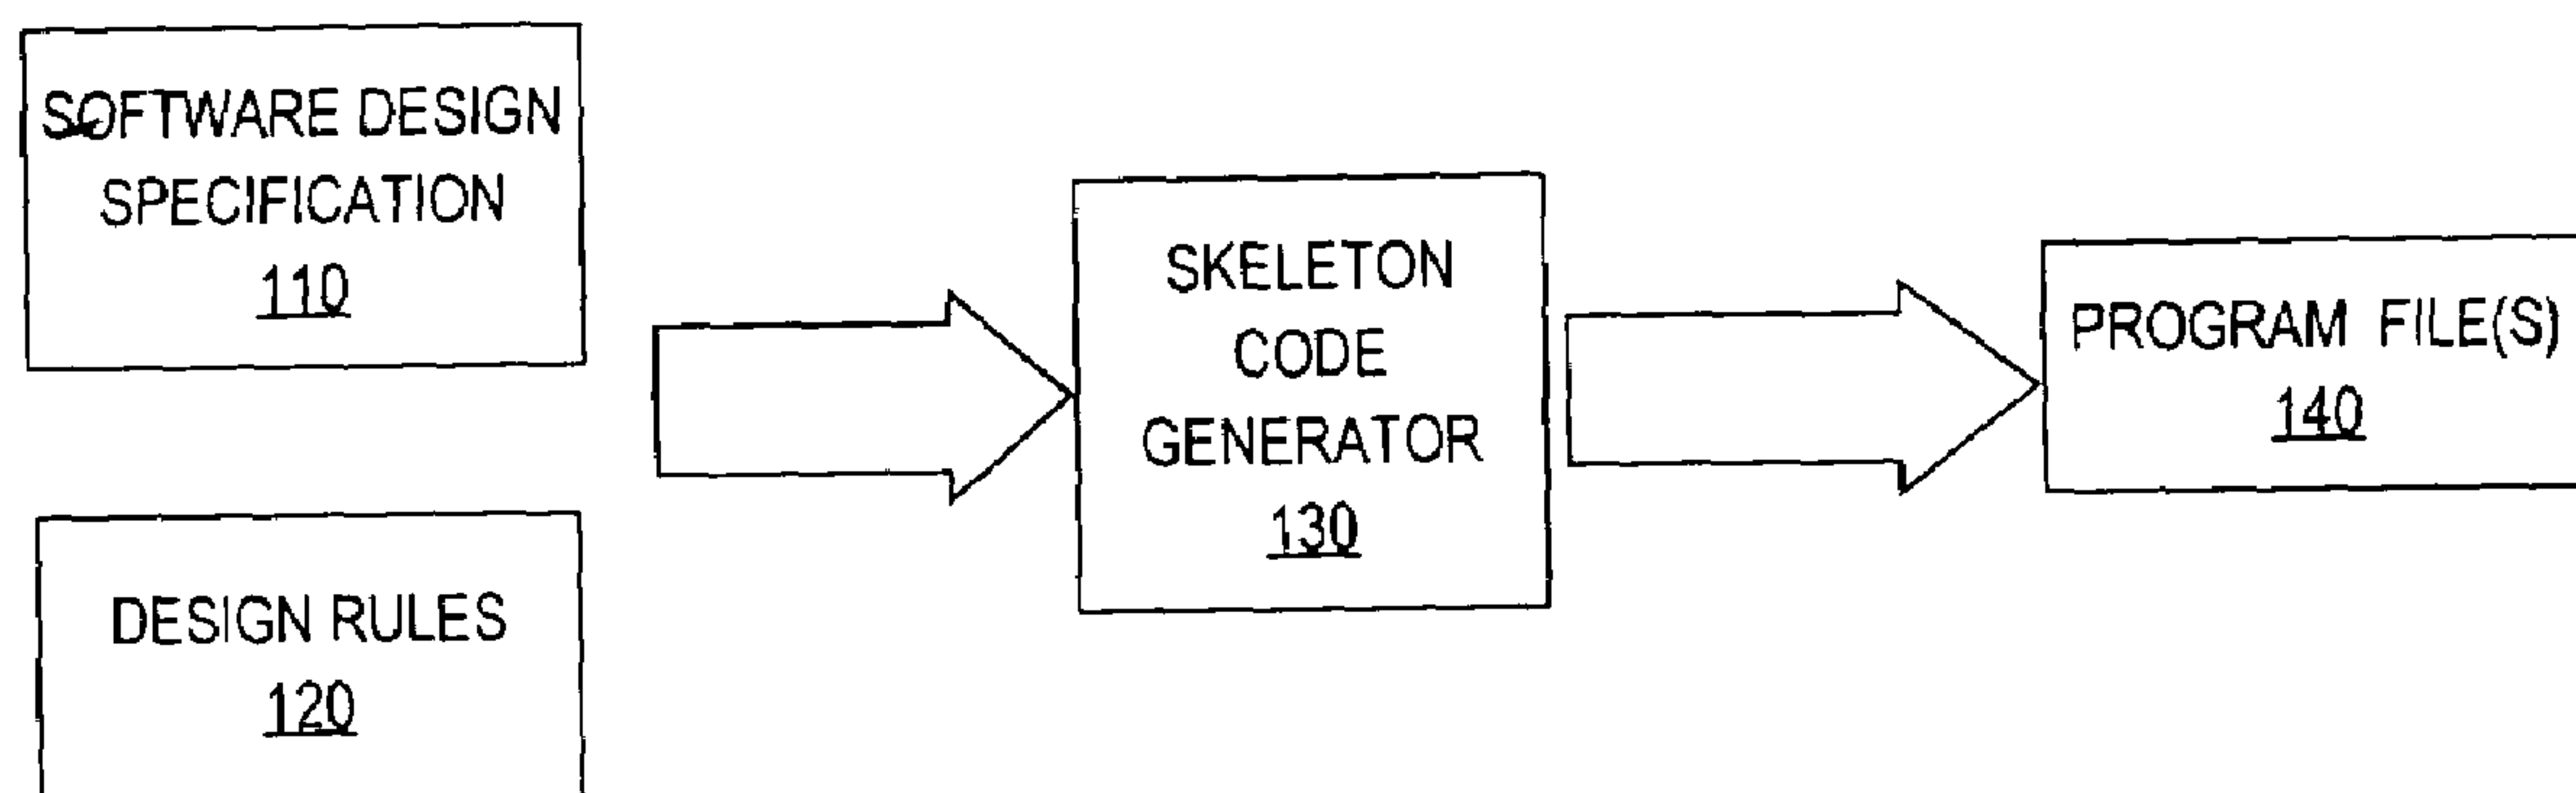 SOFTWARE DESIGN
SPECIFICATION
110
DESIGN RULES
120
SKELETON
CODE
GENERATOR
130
PROGRAM FILE(S)
140